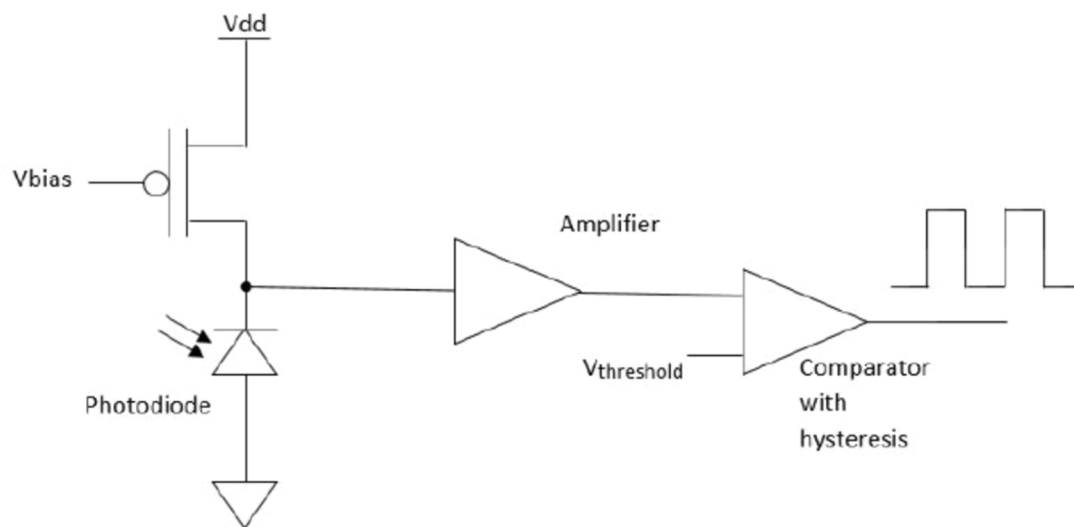 Vdd
Vbias
Amplifier
Vthreshold
Photodiode
Comparator
with
hysteresis